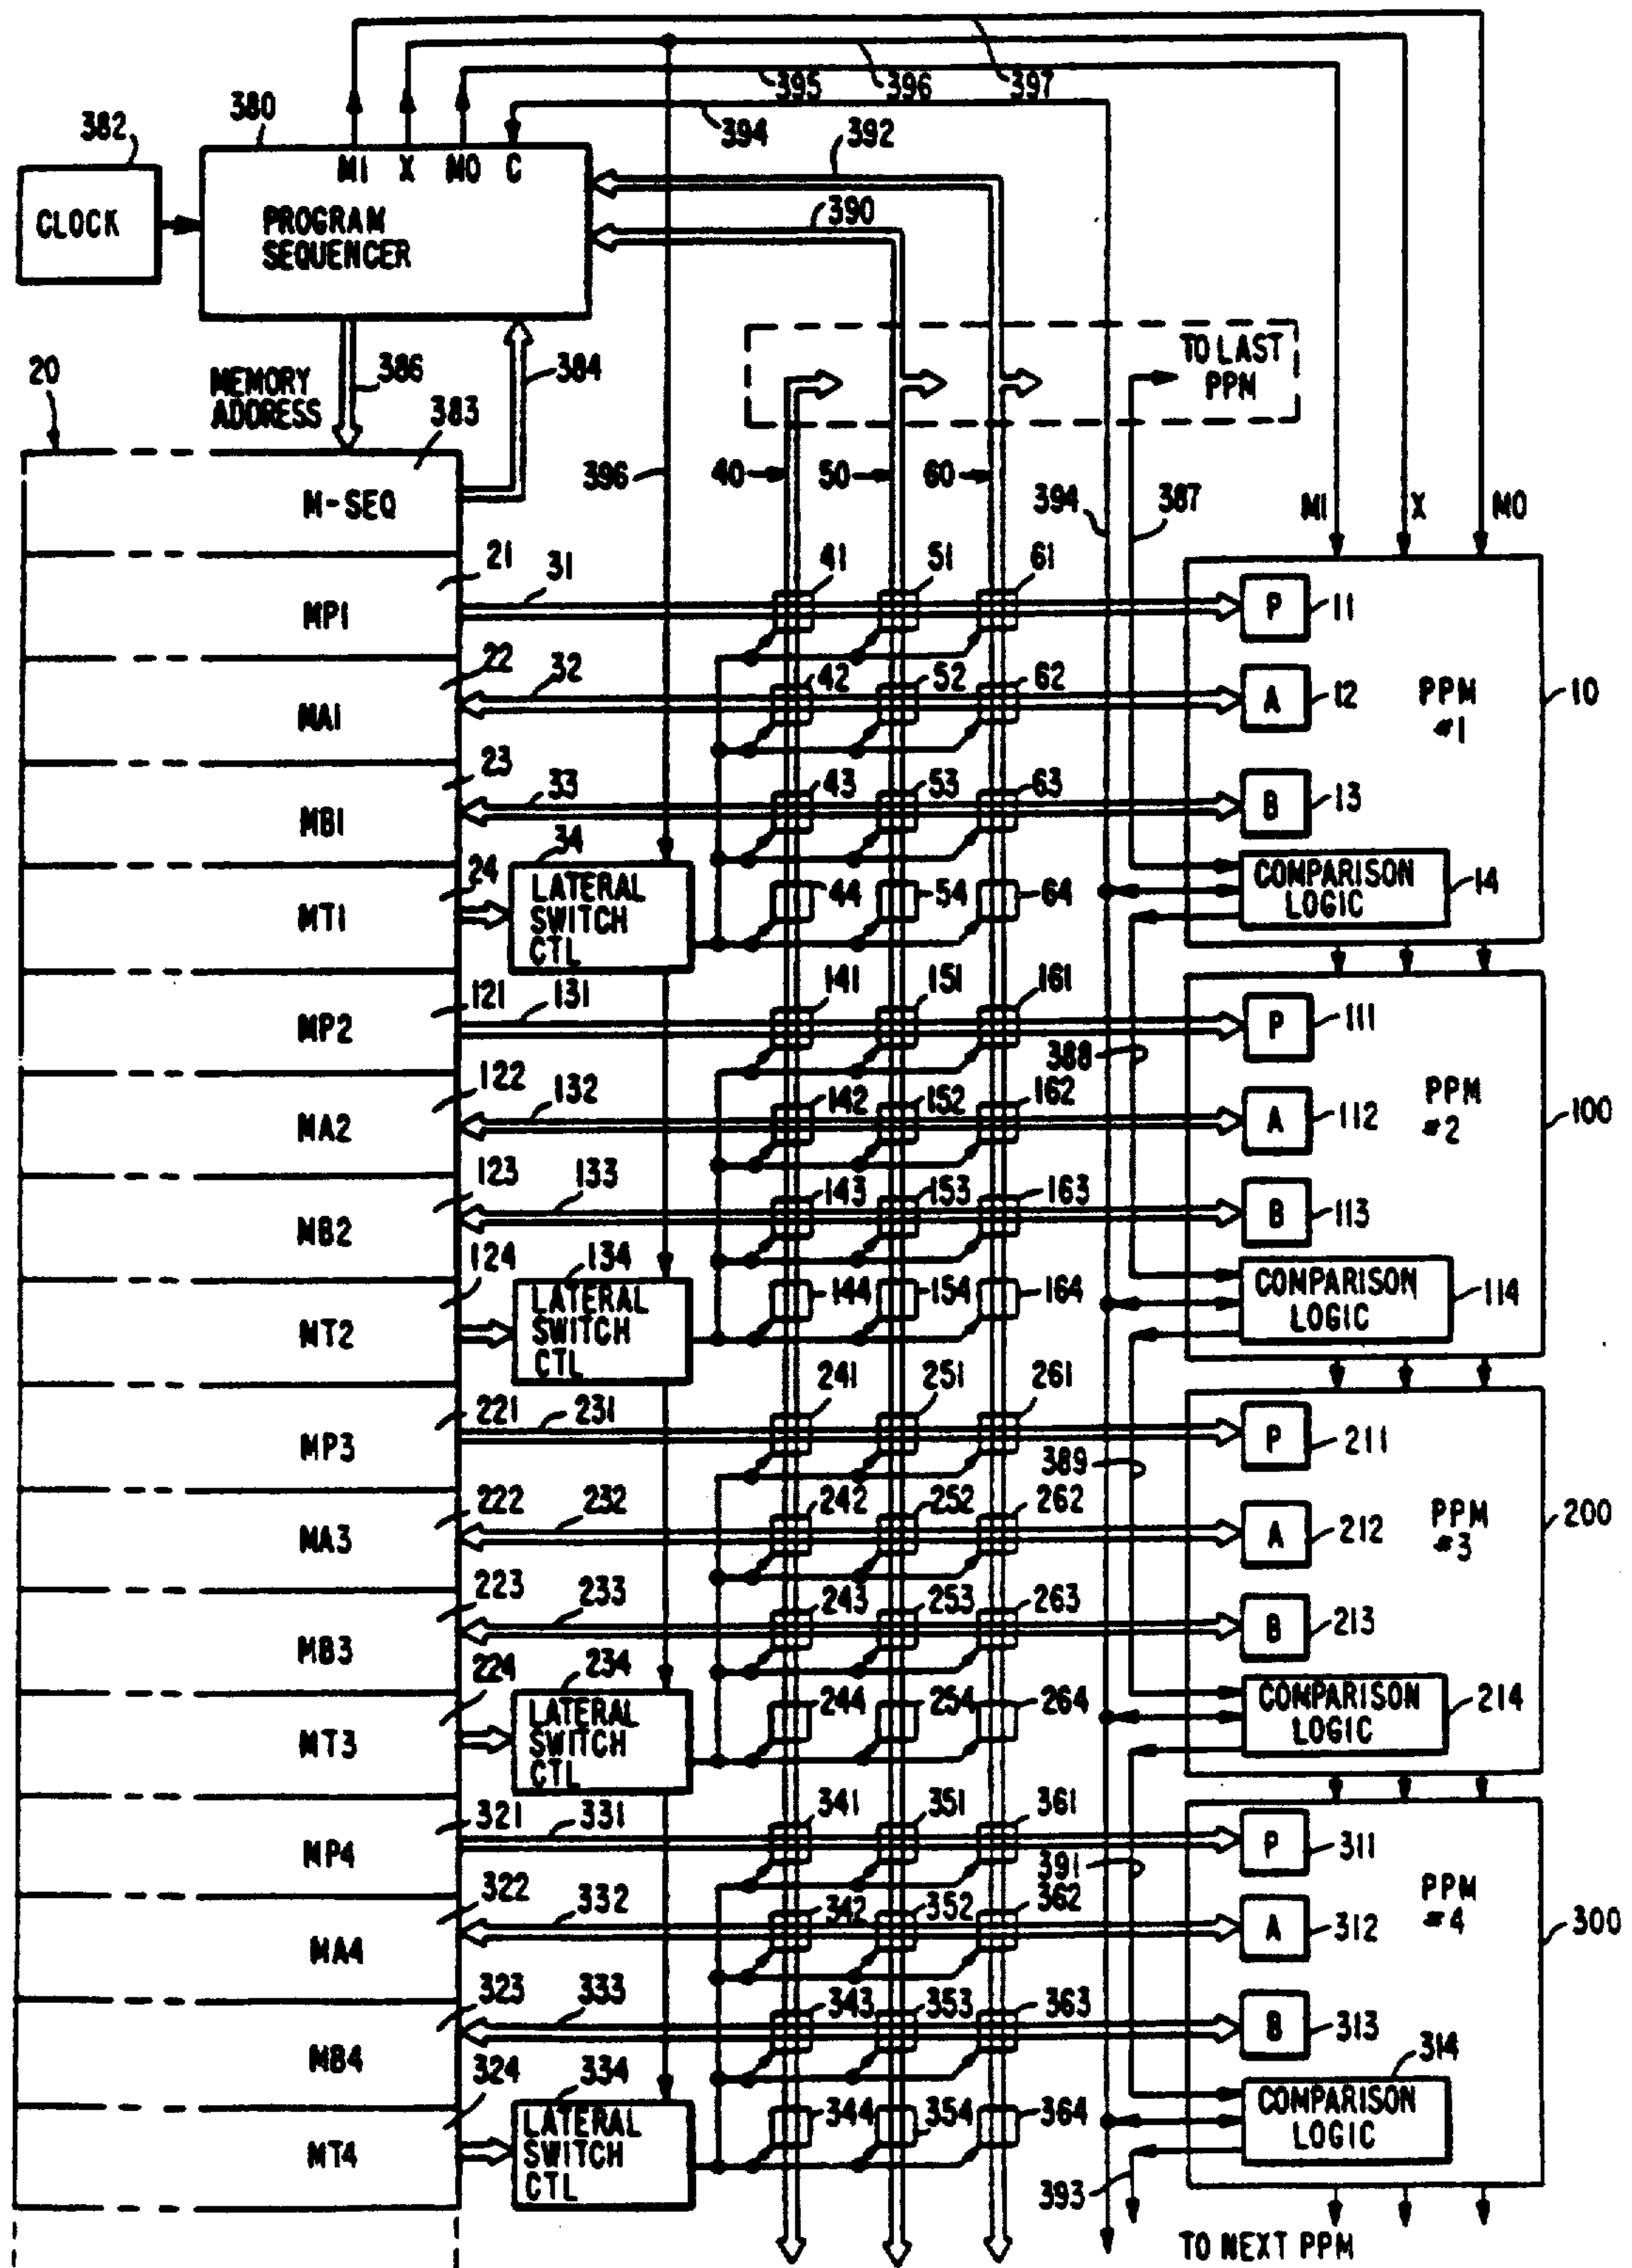 395 396 397
394
382
380
392
MI X MO C
390
CLOCK
PROGRAM
SEQUENCER
TO LAST
PPM
20
MEMORY
ADDRESS
386
384
383
M-SEQ
396
40
50
60
394
387
MI X MO
21
31
41
51
61
MP1
P
11
22
32
42
52
62
MA1
A
12
PPM
#1
10
23
33
43
53
63
MB1
B
13
24
34
MT1
LATERAL
SWITCH
CTL
44
54
64
COMPARISON
LOGIC
14
121
131
141
151
161
MP2
P
111
388
122
132
142
152
162
MA2
A
112
PPM
#2
100
123
133
143
153
163
MB2
B
113
124
134
MT2
LATERAL
SWITCH
CTL
144
154
164
COMPARISON
LOGIC
114
221
231
241
251
261
MP3
P
211
389
222
232
242
252
262
MA3
A
212
PPM
#3
200
223
233
243
253
263
MB3
B
213
224
234
MT3
LATERAL
SWITCH
CTL
244
254
264
COMPARISON
LOGIC
214
321
331
341
351
361
MP4
P
311
391
322
332
342
352
362
MA4
A
312
PPM
#4
300
323
333
343
353
363
MB4
B
313
324
334
MT4
LATERAL
SWITCH
CTL
344
354
364
COMPARISON
LOGIC
314
393
TO NEXT PPM